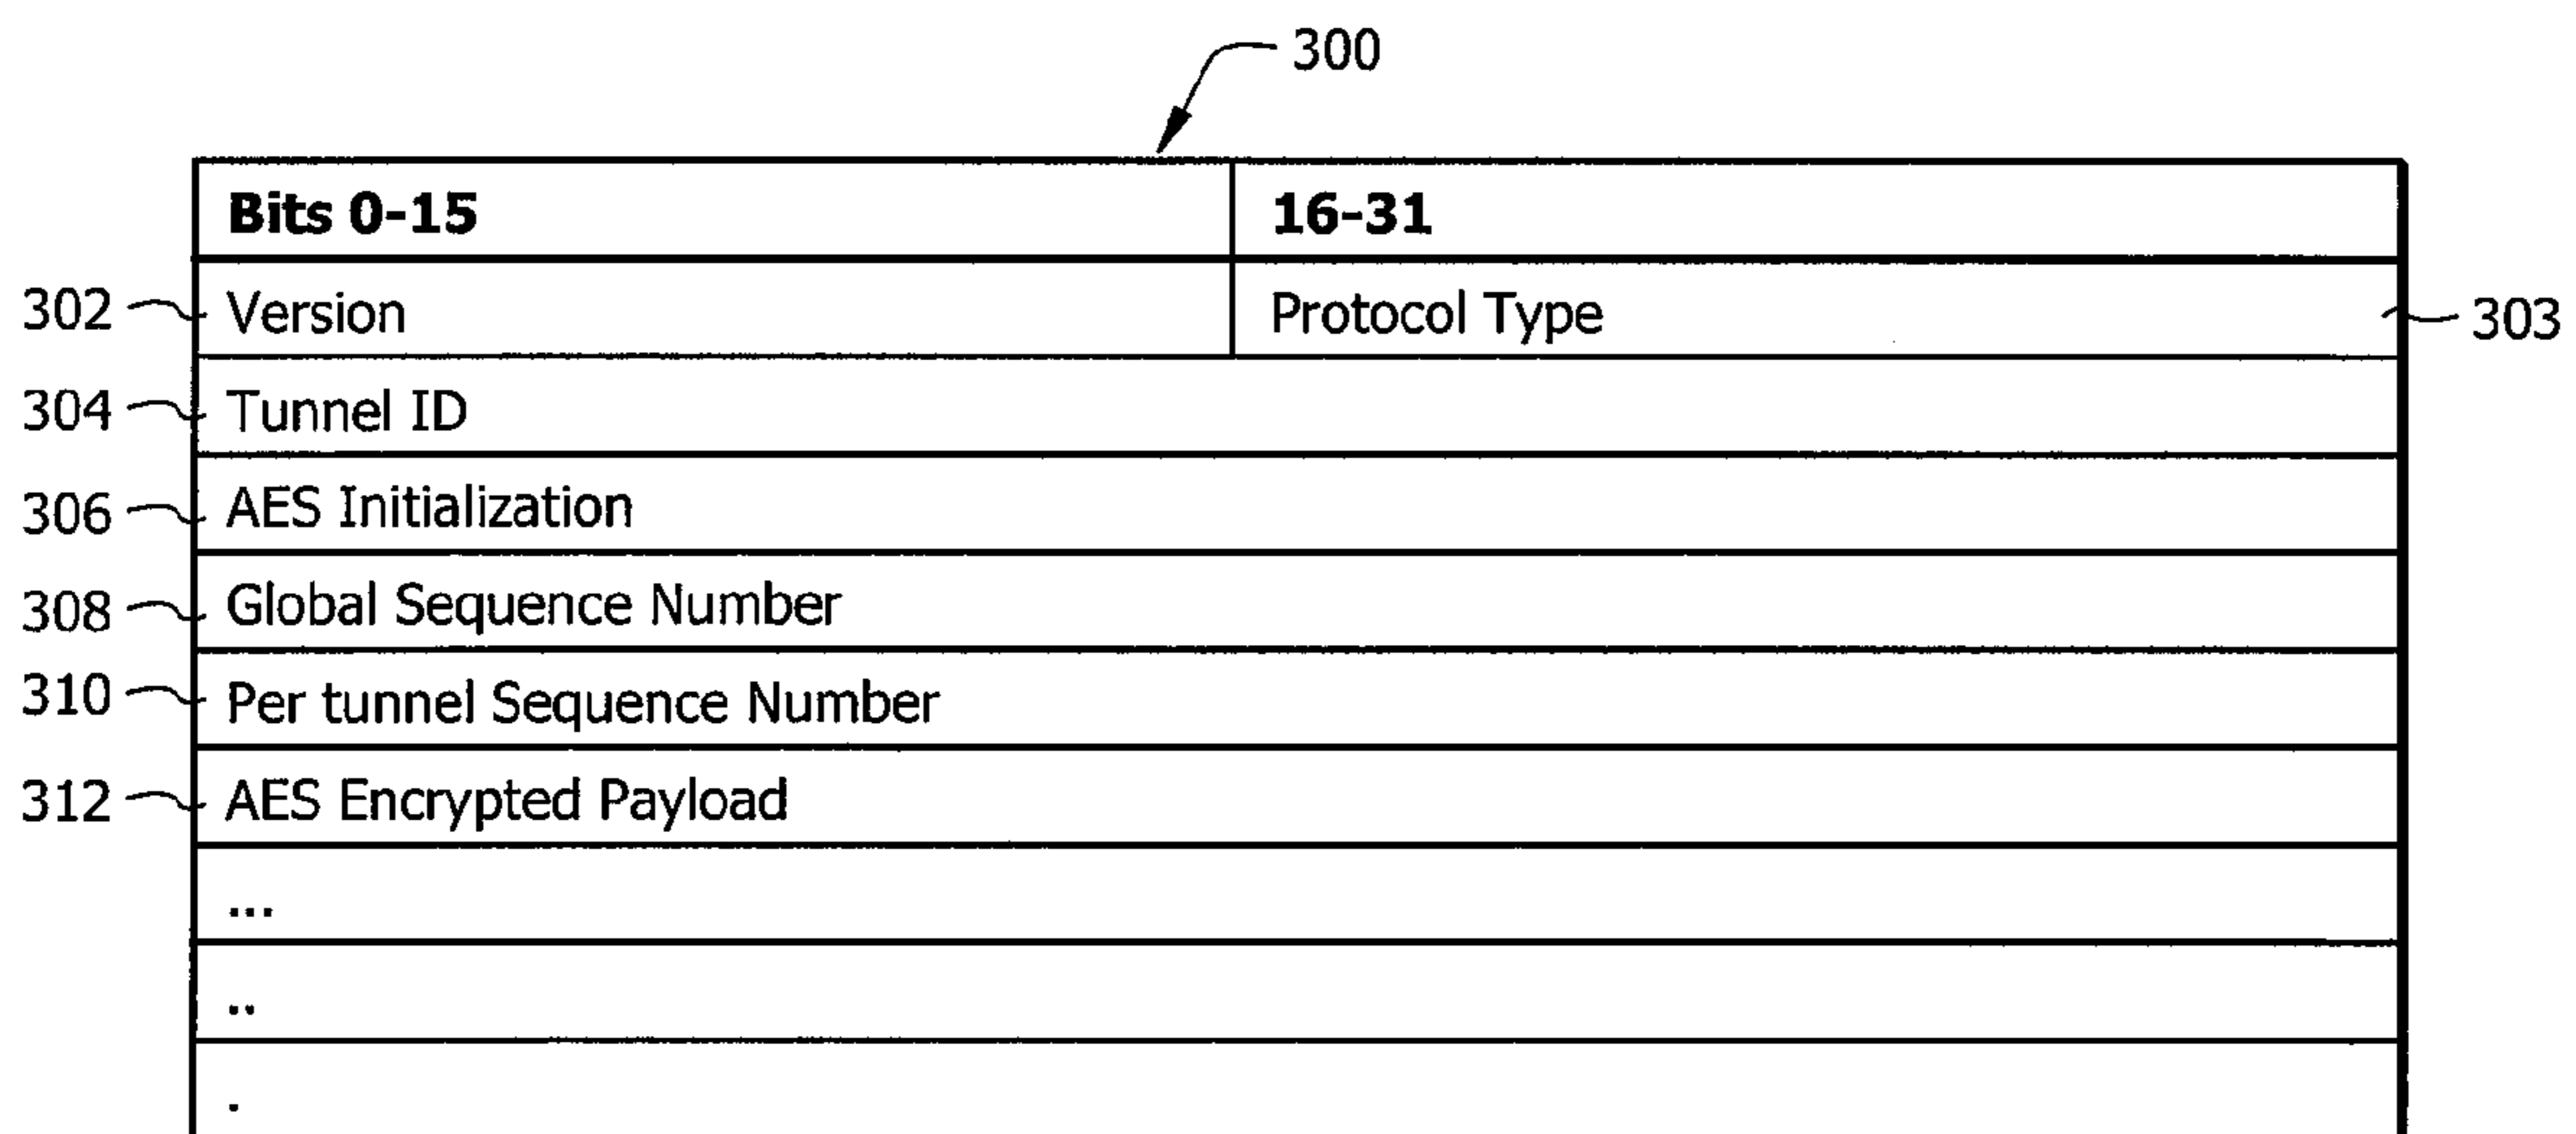 300
Bits 0-15 16-31
302 Version Protocol Type 303
304 Tunnel ID
306 AES Initialization
308 Global Sequence Number
310 Per tunnel Sequence Number
312 AES Encrypted Payload
...
..
.